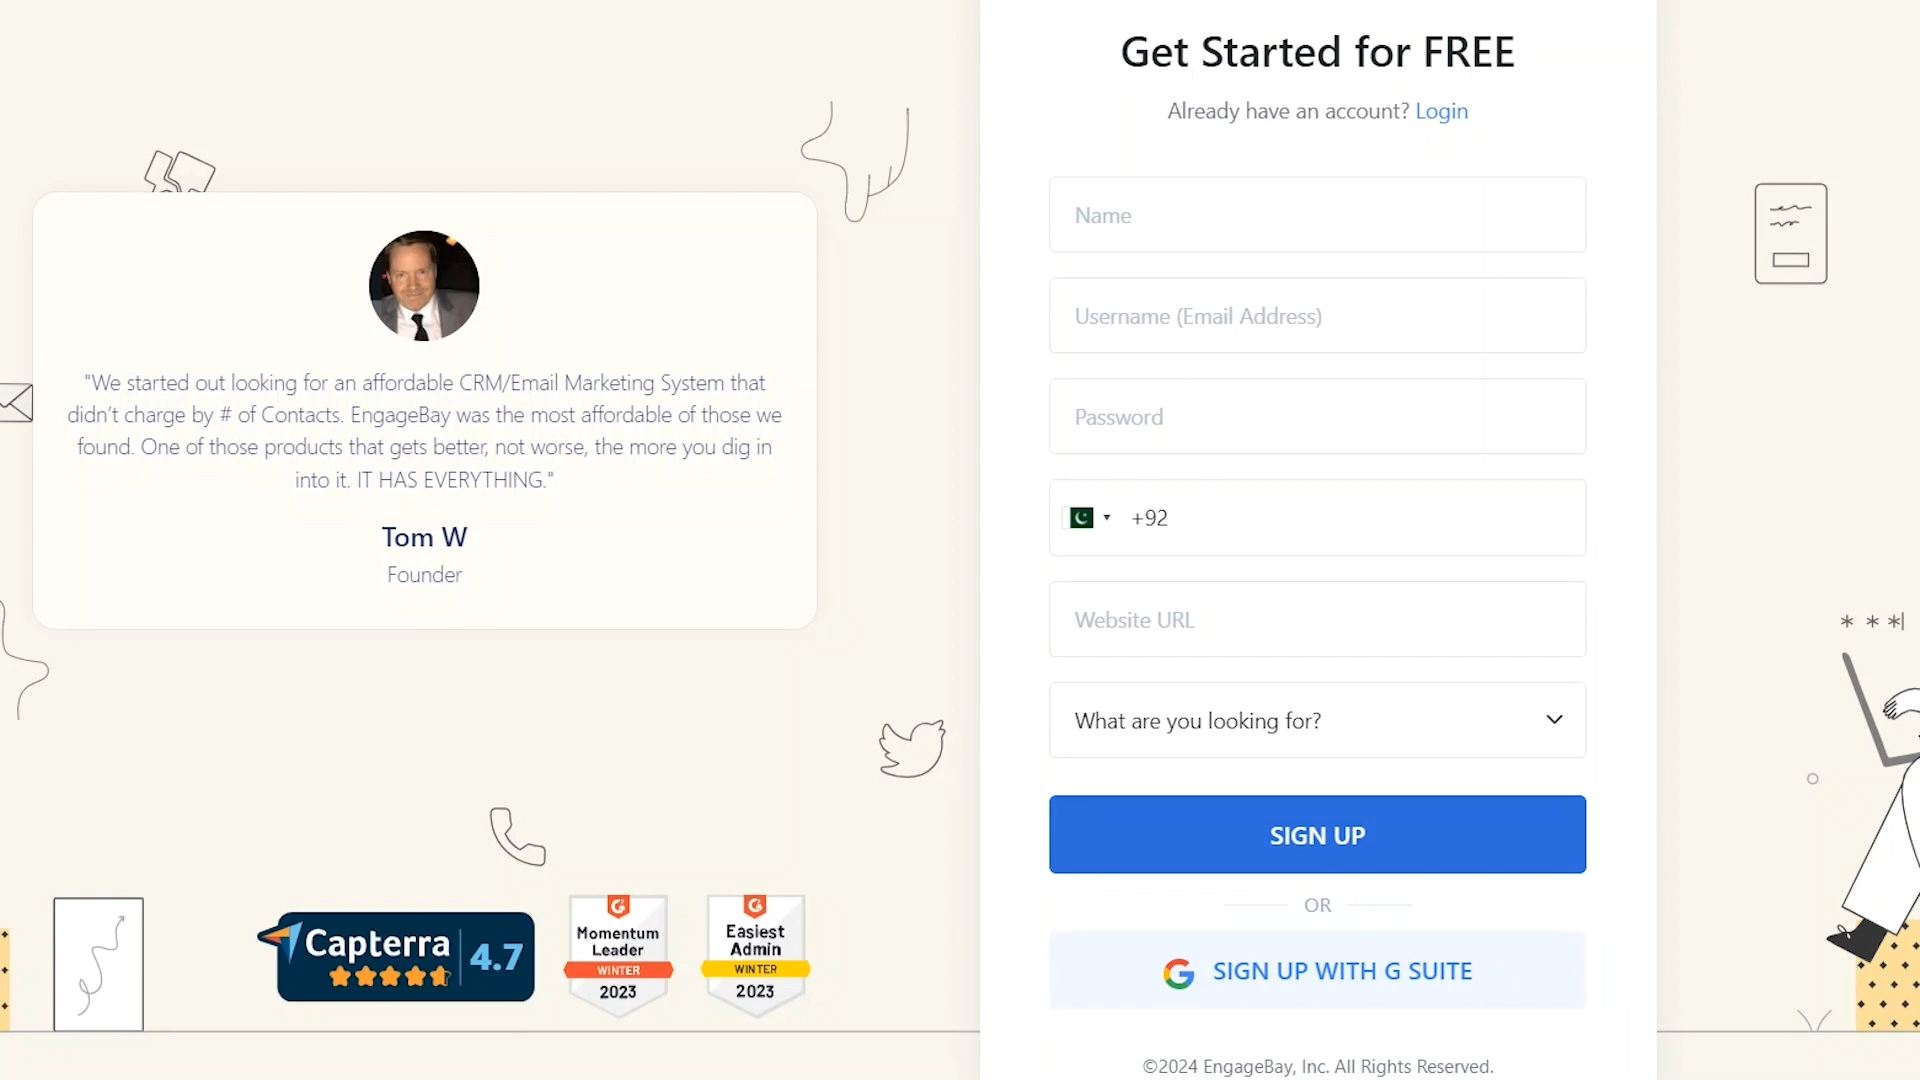 "We started out looking for an affordable CRM/Email Marketing System that
didn't charge by # of Contacts. EngageBay was the most affordable of those we
found. One of those products that gets better, not worse, the more you dig in
into it. IT HAS EVERYTHING."
Tom W
Founder
Capterra 4.7
Momentum
Leader
WINTER
2023
Easiest
Admin
WINTER
2023
Get Started for FREE
Already have an account? Login
Name
Username (Email Address)
Password
+92
Website URL
What are you looking for?
SIGN UP
OR
SIGN UP WITH G SUITE
©2024 EngageBay, Inc. All Rights Reserved.
* * *|